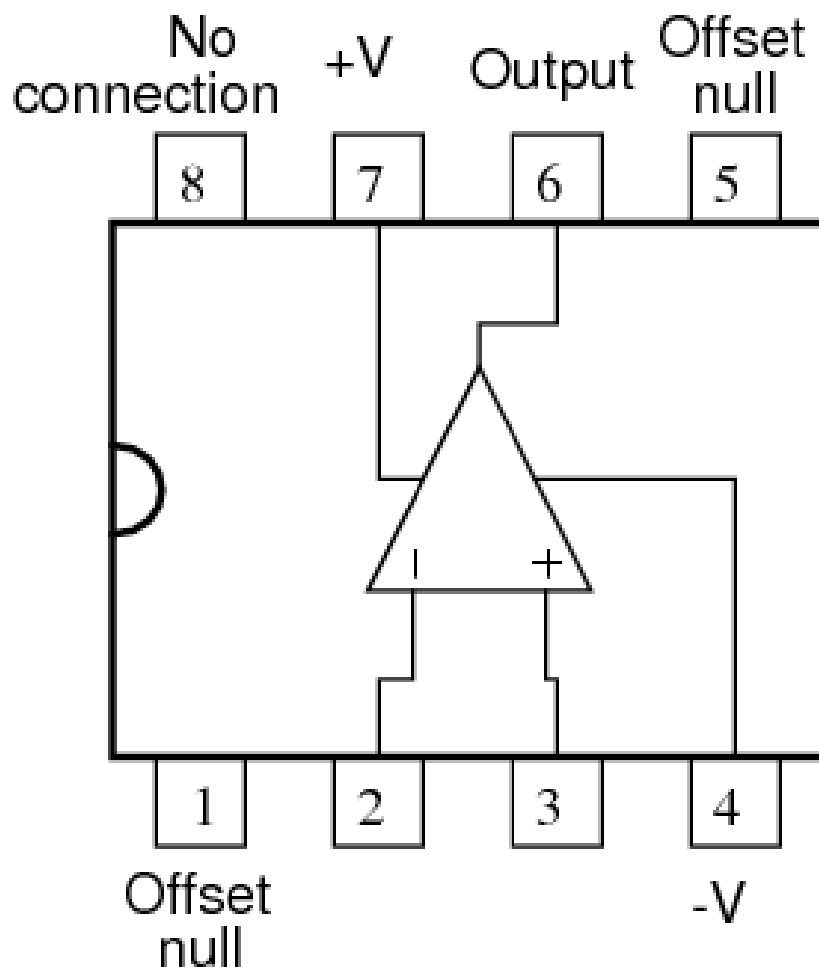 No
connection
+V
Output
Offset
null
8
7
6
5
− +
1
2
3
4
Offset
null
-V